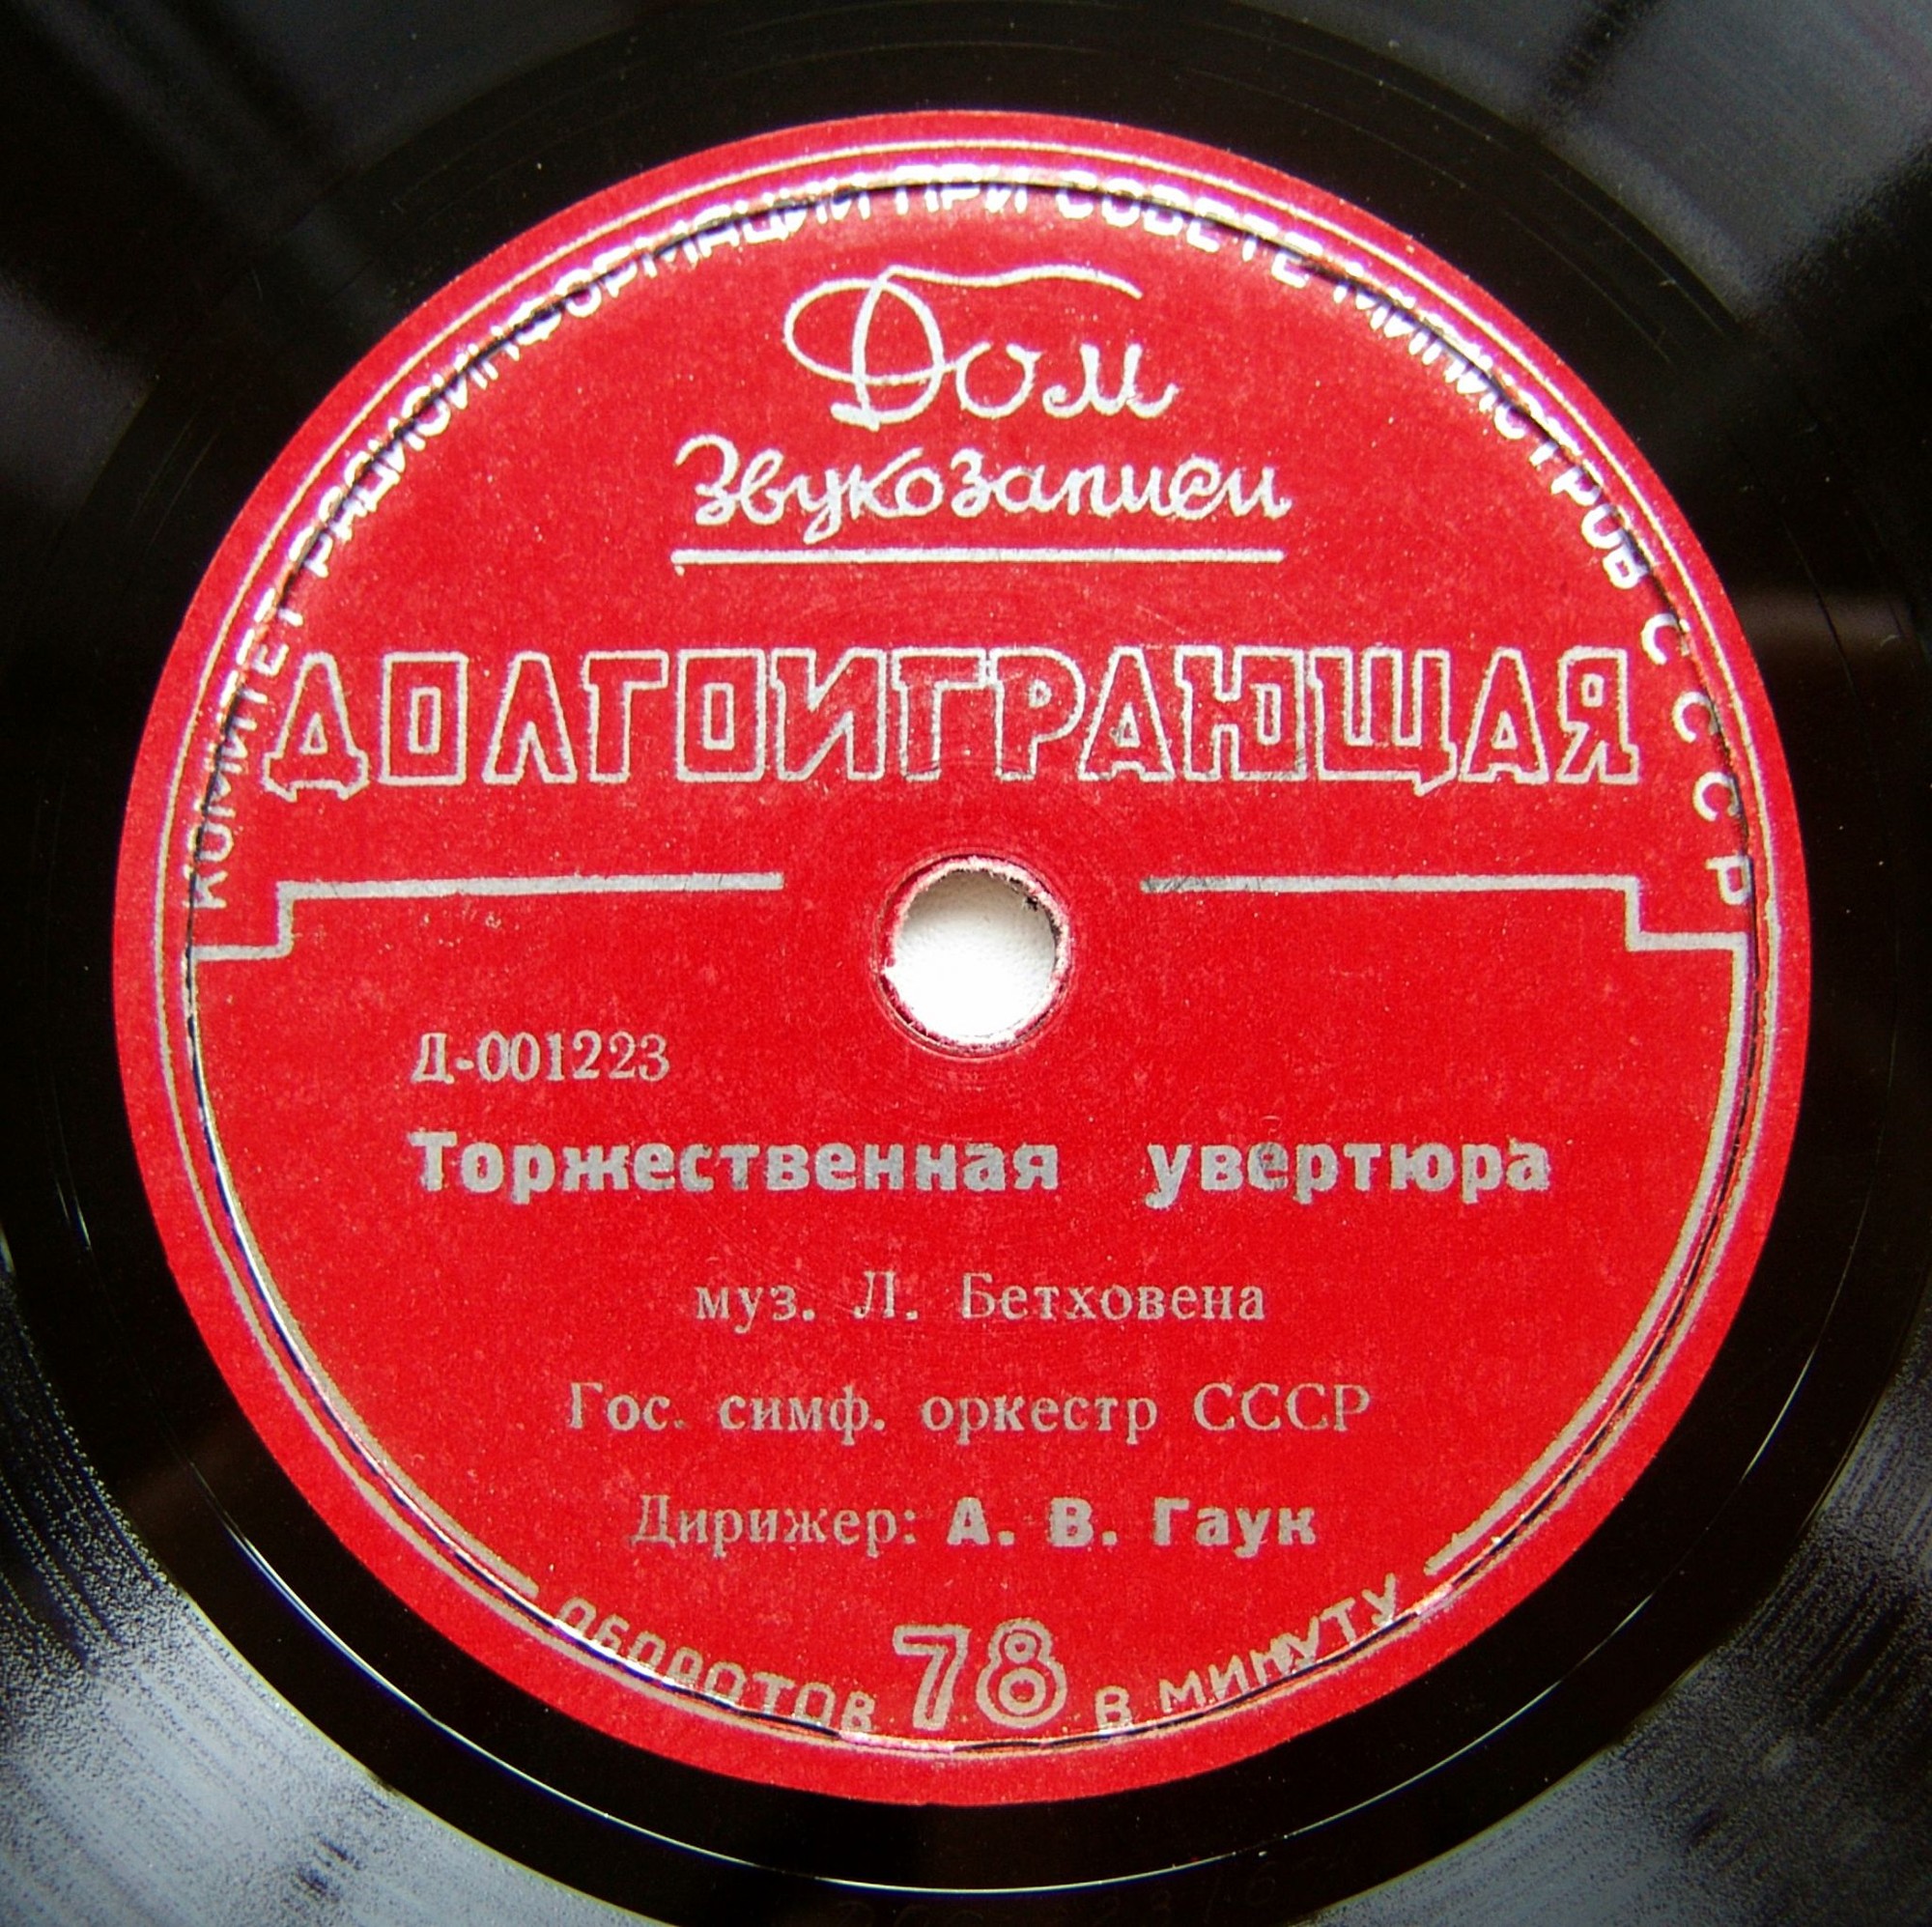 КОМИТЕТ РАДИОИНФОРМАЦИИ ПРИ СОВЕТЕ МИНИСТРОВ СССР
Дом
Звукозаписи
ДОЛГОИГРАЮЩАЯ
Д-001223
Торжественная увертюра
муз. Л. Бетховена
Гос. симф. оркестр СССР
Дирижер: А. В. Гаук
ОБОРОТОВ 78 В МИНУТУ